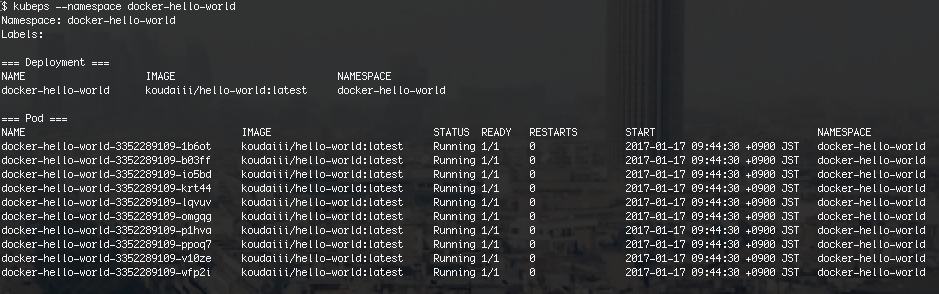 $ kubeps --namespace docker-hello-world
Namespace: docker-hello-world
Labels:
=== Deployment ===
NAME IMAGE NAMESPACE
docker-hello-world koudaiii/hello-world:latest docker-hello-world
=== Pod ===
NAME IMAGE STATUS READY RESTARTS START NAMESPACE
docker-hello-world-3352289109-1b6ot koudaiii/hello-world:latest Running 1/1 0 2017-01-17 09:44:30 +0900 JST docker-hello-world
docker-hello-world-3352289109-b03ff koudaiii/hello-world:latest Running 1/1 0 2017-01-17 09:44:30 +0900 JST docker-hello-world
docker-hello-world-3352289109-io5bd koudaiii/hello-world:latest Running 1/1 0 2017-01-17 09:44:30 +0900 JST docker-hello-world
docker-hello-world-3352289109-krt44 koudaiii/hello-world:latest Running 1/1 0 2017-01-17 09:44:30 +0900 JST docker-hello-world
docker-hello-world-3352289109-lqvuv koudaiii/hello-world:latest Running 1/1 0 2017-01-17 09:44:30 +0900 JST docker-hello-world
docker-hello-world-3352289109-omgqg koudaiii/hello-world:latest Running 1/1 0 2017-01-17 09:44:30 +0900 JST docker-hello-world
docker-hello-world-3352289109-p1hva koudaiii/hello-world:latest Running 1/1 0 2017-01-17 09:44:30 +0900 JST docker-hello-world
docker-hello-world-3352289109-ppoq7 koudaiii/hello-world:latest Running 1/1 0 2017-01-17 09:44:30 +0900 JST docker-hello-world
docker-hello-world-3352289109-v10ze koudaiii/hello-world:latest Running 1/1 0 2017-01-17 09:44:30 +0900 JST docker-hello-world
docker-hello-world-3352289109-wfp2i koudaiii/hello-world:latest Running 1/1 0 2017-01-17 09:44:30 +0900 JST docker-hello-world